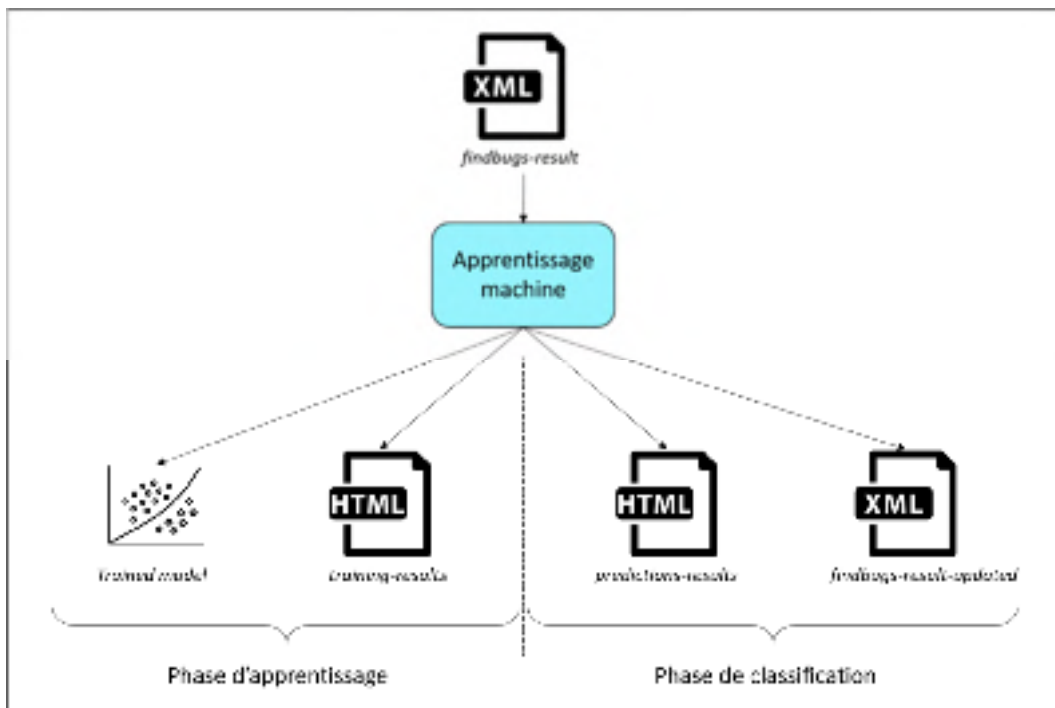 XML
findbugs-result
Apprentissage
machine
HTML
HTML
XML
Trained model
training-results
predictions-results
findbugs-result-updated
Phase d'apprentissage
Phase de classification